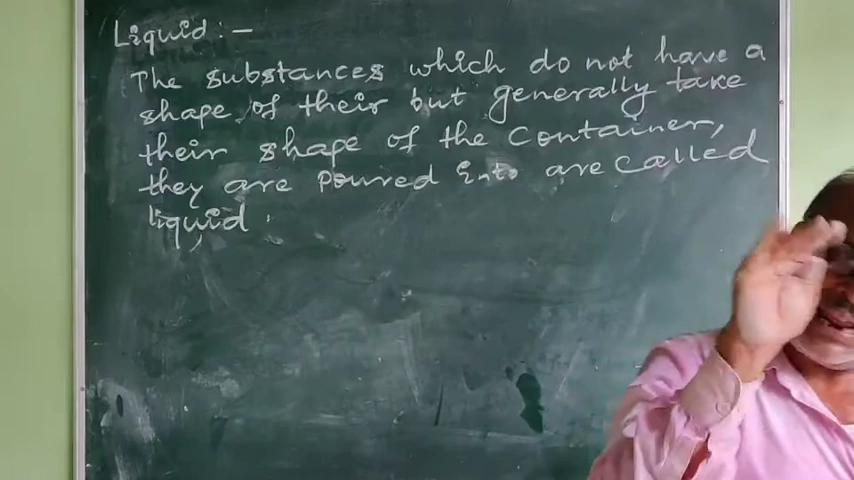 Liquid :-
The substances which do not have a
shape of their but generally take
their shape of the container,
they are poured into are called
liquid.